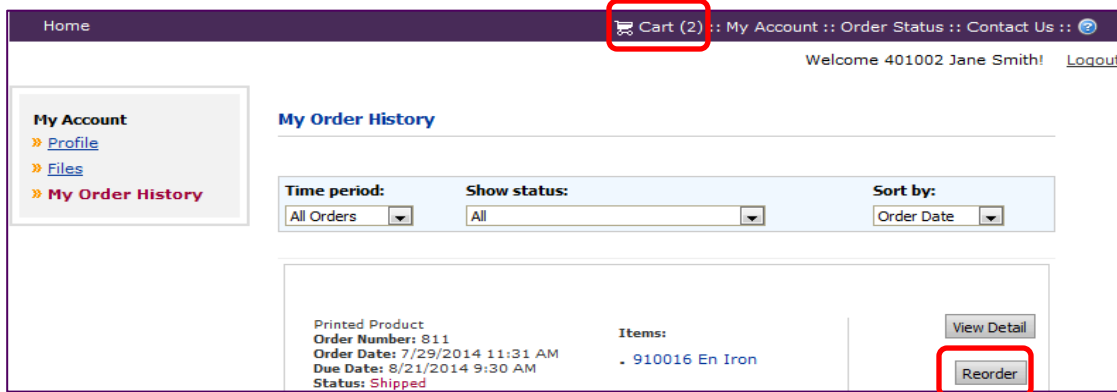 Home Cart (2) :: My Account :: Order Status :: Contact Us ::
Welcome 401002 Jane Smith! Logout
My Account
» Profile
» Files
» My Order History
My Order History
Time period: Show status: Sort by:
All Orders All Order Date
Printed Product
Order Number: 811
Order Date: 7/29/2014 11:31 AM
Due Date: 8/21/2014 9:30 AM
Status: Shipped
Items:
. 910016 En Iron
View Detail
Reorder